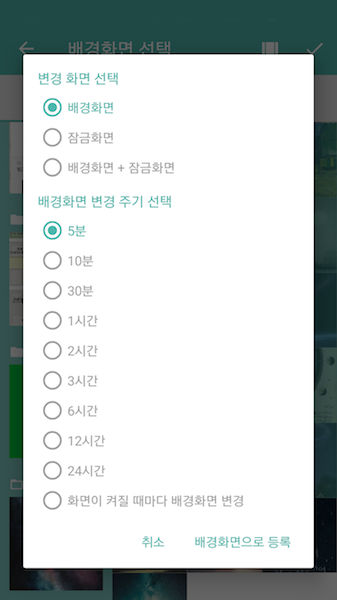 배경화면 선택
변경 화면 선택
배경화면
잠금화면
배경화면 + 잠금화면
배경화면 변경 주기 선택
5분
10분
30분
1시간
2시간
3시간
6시간
12시간
24시간
화면이 켜질 때마다 배경화면 변경
취소 배경화면으로 등록